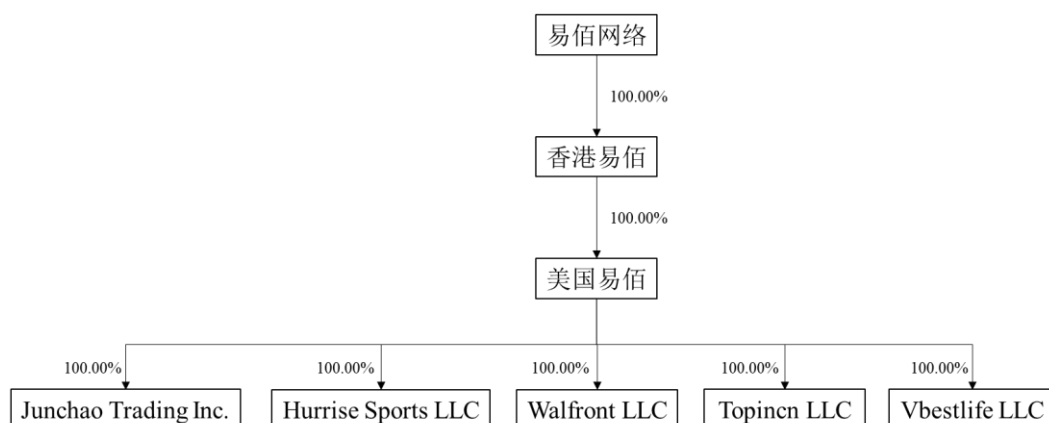 易佰网络
100.00%
香港易佰
100.00%
美国易佰
100.00% 100.00% 100.00% 100.00% 100.00%
Junchao Trading Inc. Hurrise Sports LLC Walfront LLC Topincn LLC Vbestlife LLC